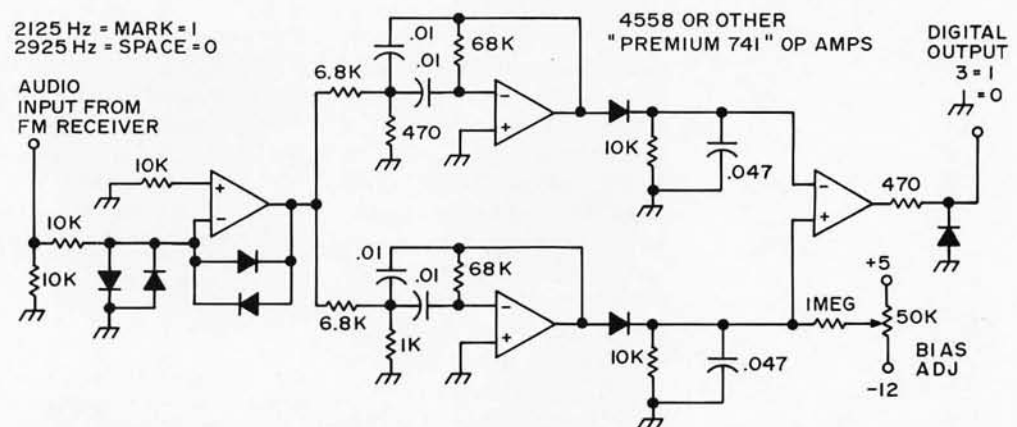 2125 Hz = MARK = 1
2925 Hz = SPACE = 0
AUDIO
INPUT FROM
FM RECEIVER
10K
10K
10K
6.8K
.01
.01
68K
470
4558 OR OTHER
"PREMIUM 741" OP AMPS
10K
.047
DIGITAL
OUTPUT
3 = 1
= 0
470
6.8K
.01
.01
68K
1K
10K
.047
1MEG
+5
50K
-12
BIAS
ADJ
+
-
-
+
-
+
-
+